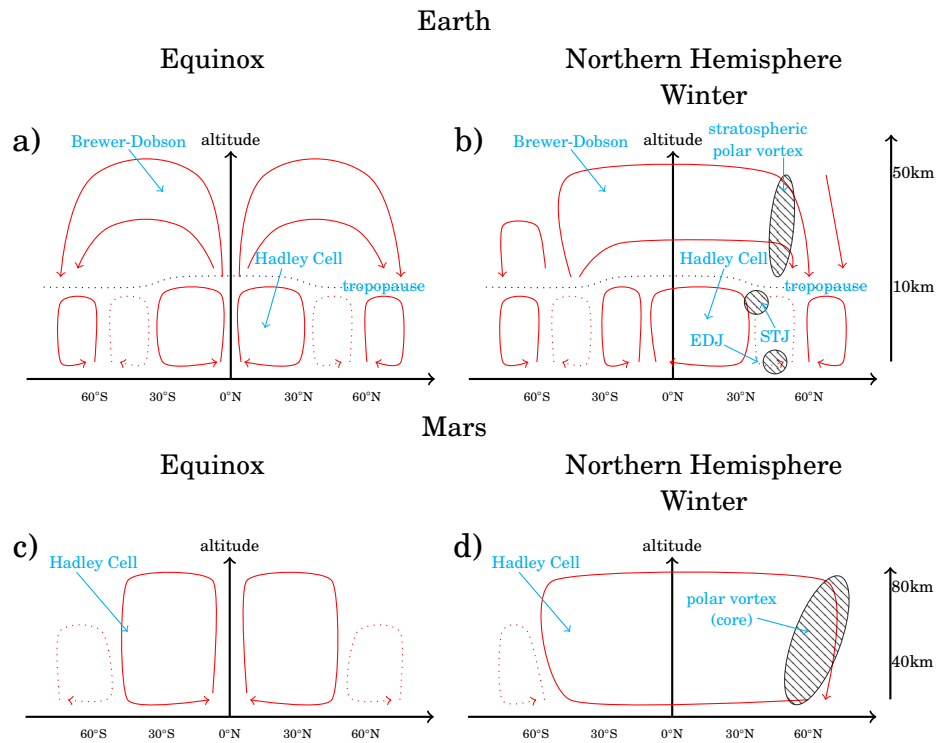 Earth
Equinox
Northern Hemisphere
Winter
a)
Brewer-Dobson
altitude
Hadley Cell
tropopause
60°S 30°S 0°N 30°N 60°N
b)
Brewer-Dobson
altitude
stratospheric
polar vortex
50km
Hadley Cell
tropopause
10km
EDJ
STJ
60°S 30°S 0°N 30°N 60°N
Mars
Equinox
Northern Hemisphere
Winter
c)
Hadley Cell
altitude
60°S 30°S 0°N 30°N 60°N
d)
Hadley Cell
altitude
polar vortex
(core)
80km
40km
60°S 30°S 0°N 30°N 60°N